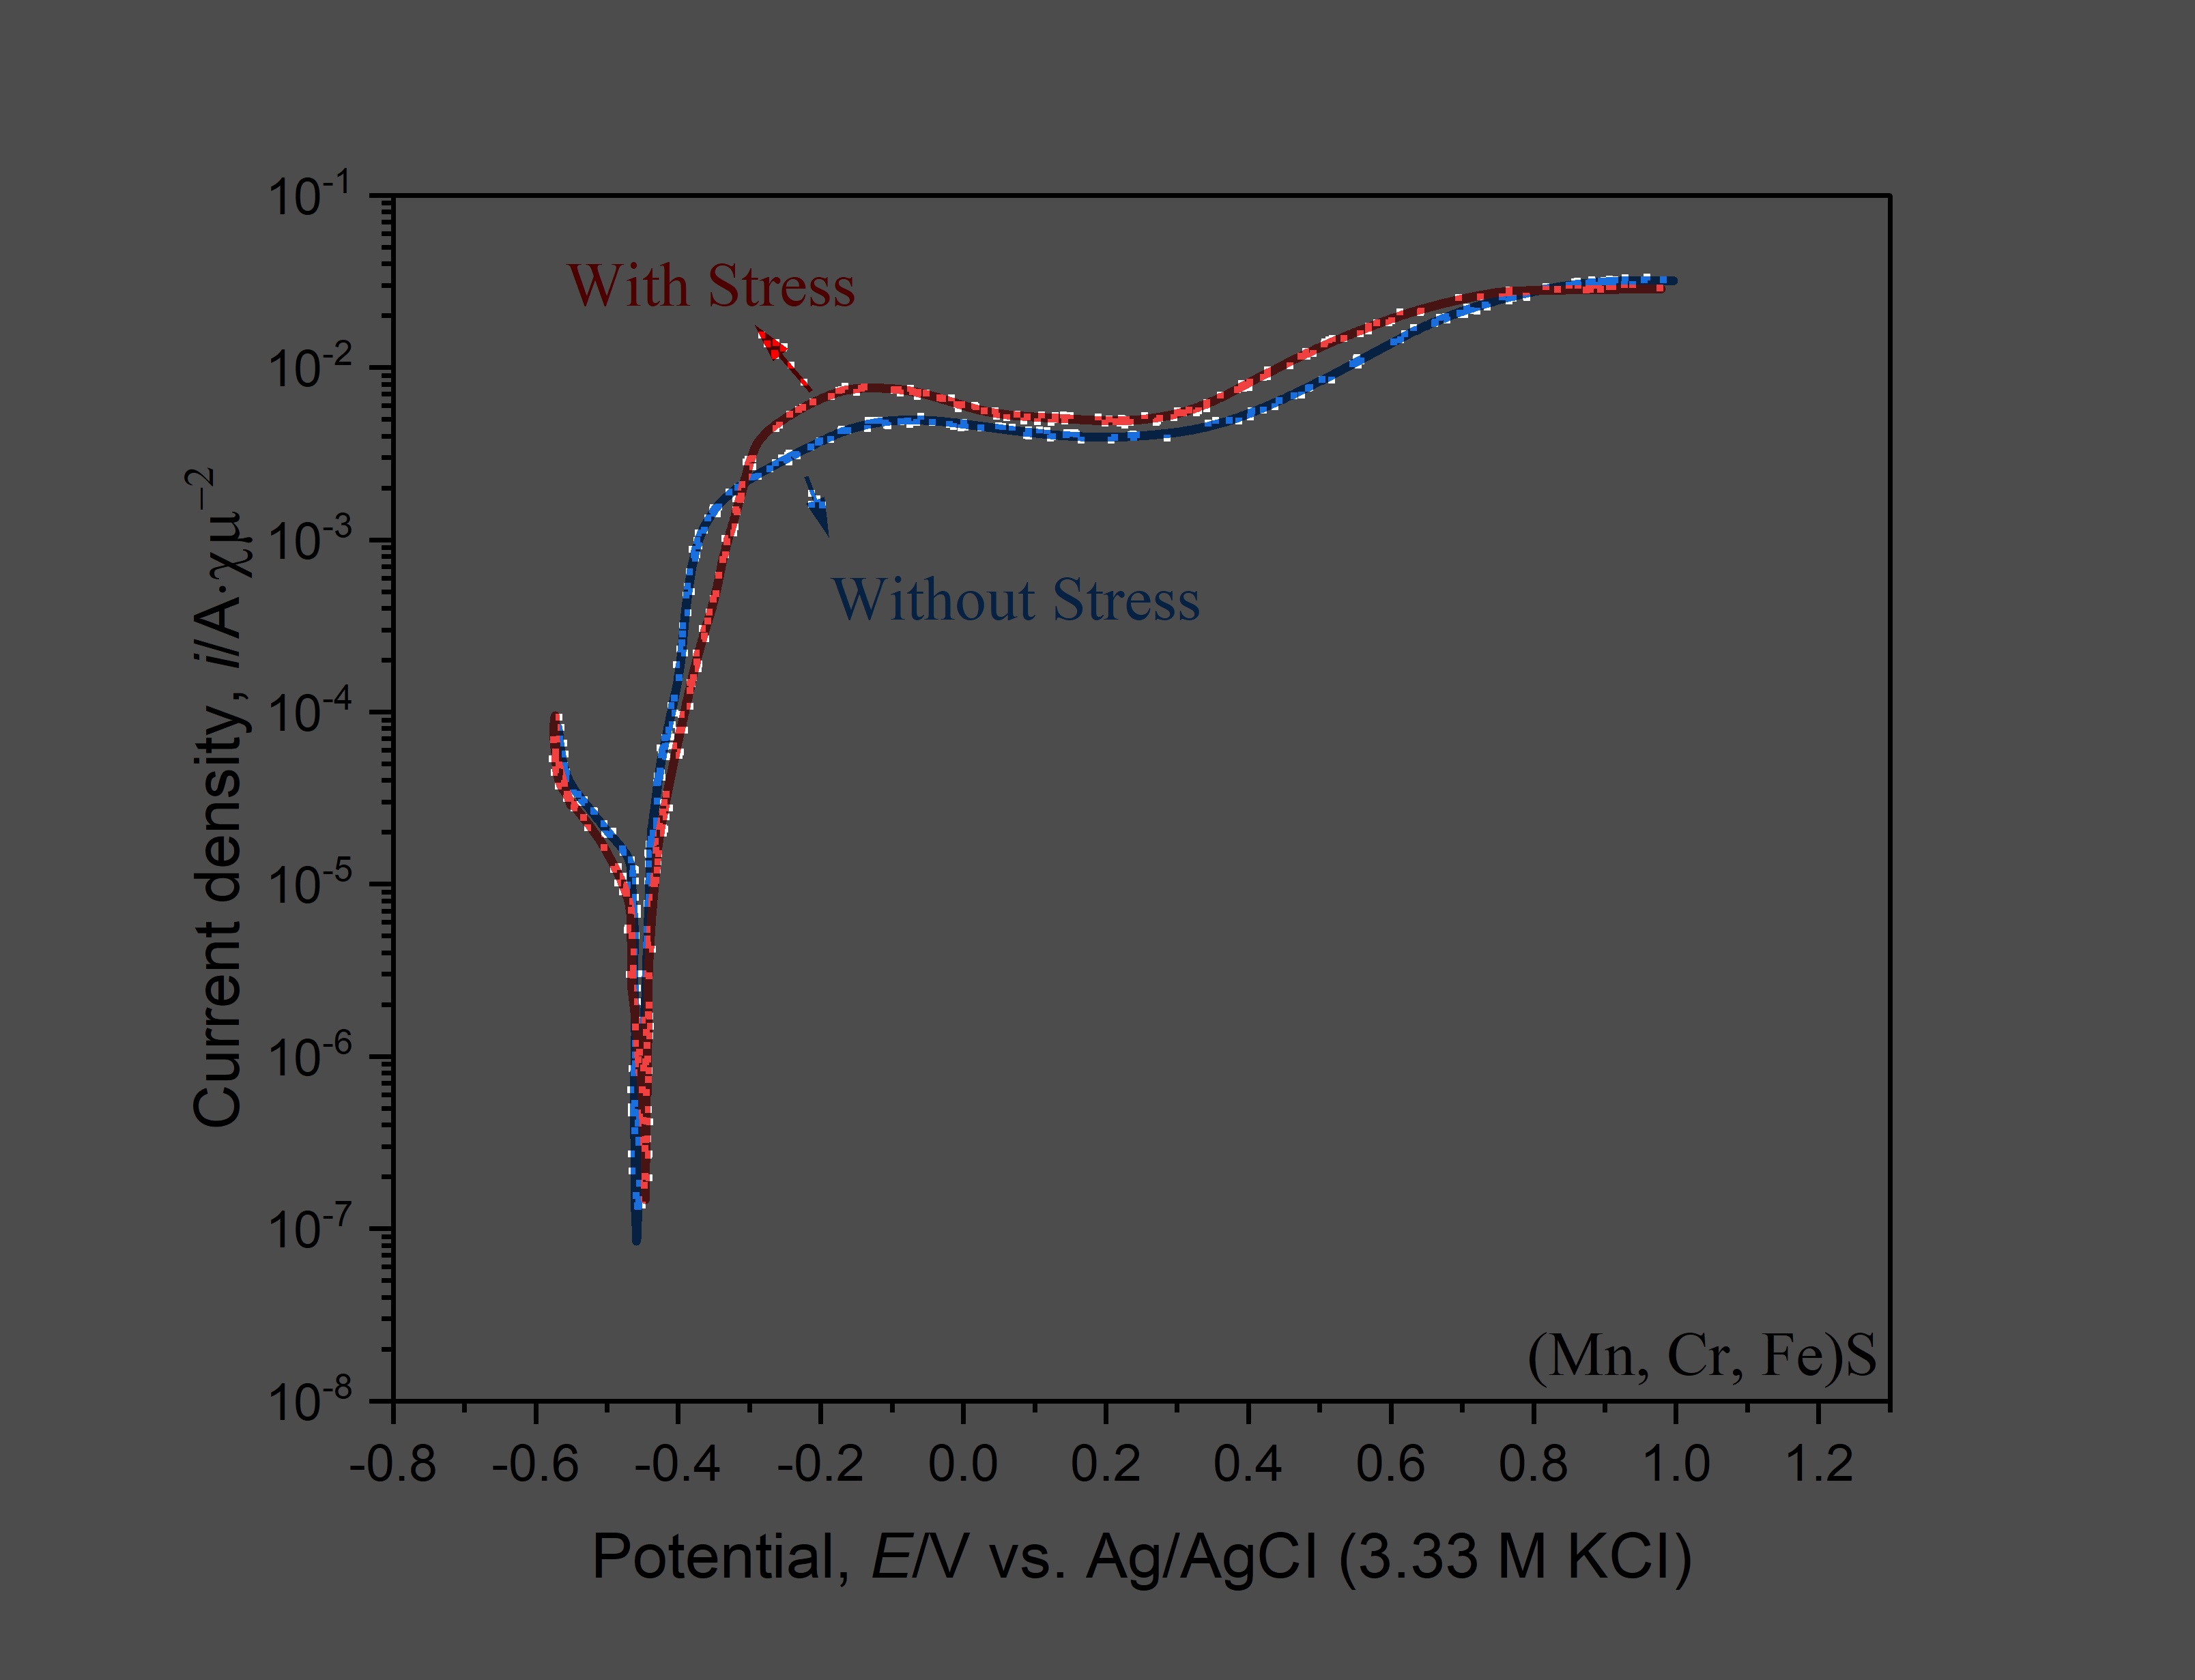 10⁻¹
10⁻²
10⁻³
10⁻⁴
10⁻⁵
10⁻⁶
10⁻⁷
10⁻⁸
Current density, i/A·χμ⁻²
With Stress
Without Stress
(Mn, Cr, Fe)S
-0.8 -0.6 -0.4 -0.2 0.0 0.2 0.4 0.6 0.8 1.0 1.2
Potential, E/V vs. Ag/AgCl (3.33 M KCl)